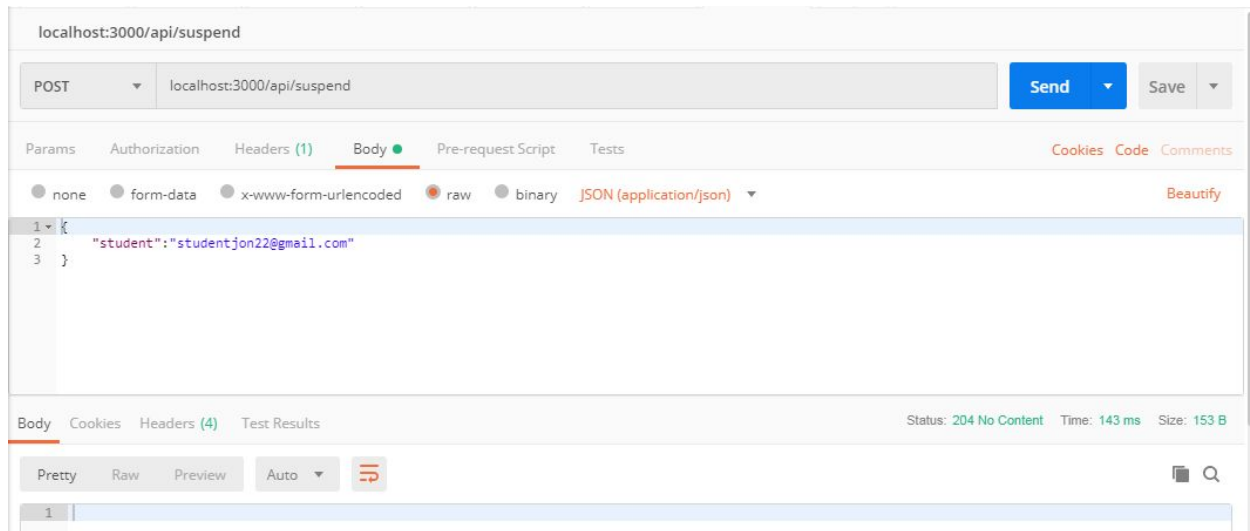 localhost:3000/api/suspend
POST localhost:3000/api/suspend Send Save
Params Authorization Headers (1) Body Pre-request Script Tests Cookies Code Comments
none form-data x-www-form-urlencoded raw binary JSON (application/json) Beautify
1 {
2 "student":"studentjon22@gmail.com"
3 }
Body Cookies Headers (4) Test Results Status: 204 No Content Time: 143 ms Size: 153 B
Pretty Raw Preview Auto
1